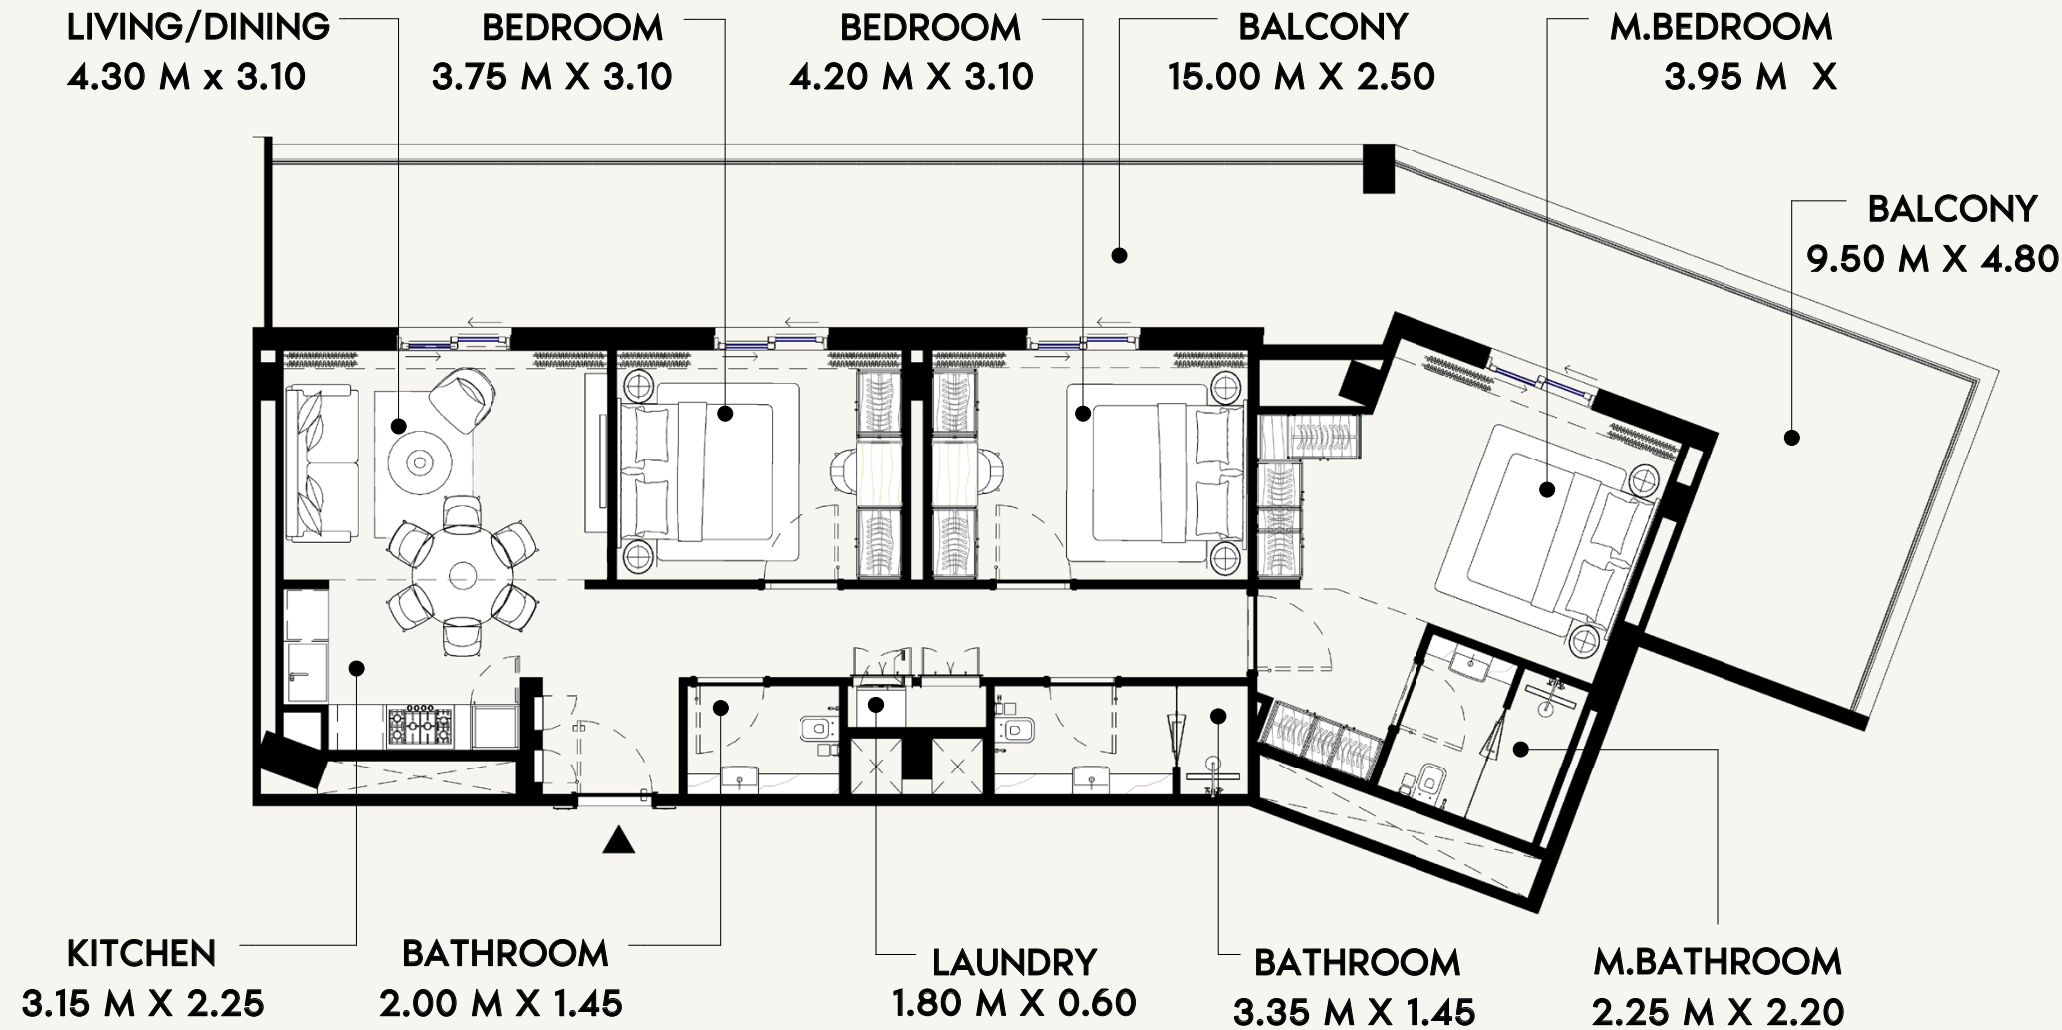 LIVING/DINING
4.30 M x 3.10
BEDROOM
3.75 M X 3.10
BEDROOM
4.20 M X 3.10
BALCONY
15.00 M X 2.50
M.BEDROOM
3.95 M X
BALCONY
9.50 M X 4.80
KITCHEN
3.15 M X 2.25
BATHROOM
2.00 M X 1.45
LAUNDRY
1.80 M X 0.60
BATHROOM
3.35 M X 1.45
M.BATHROOM
2.25 M X 2.20